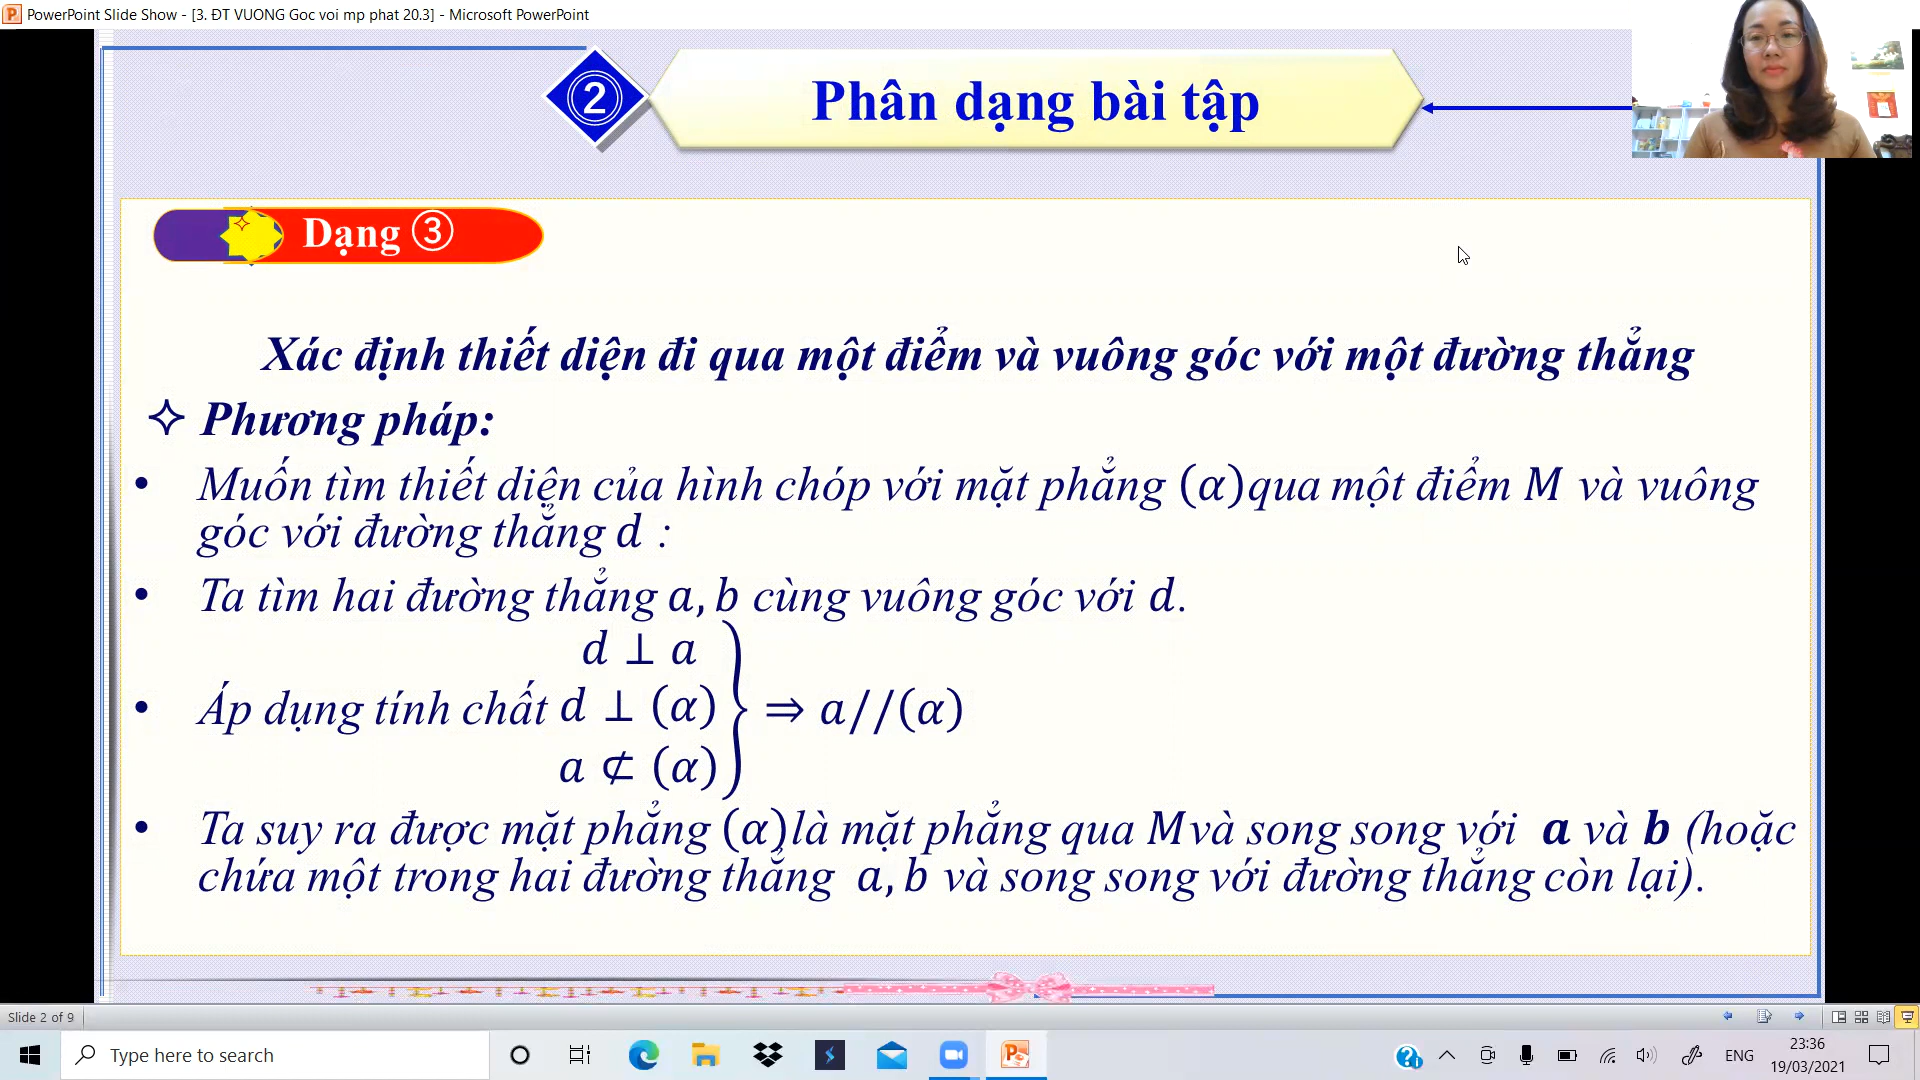 PowerPoint Slide Show - [3. ĐT VUONG Goc voi mp phat 20.3] - Microsoft PowerPoint
② Phân dạng bài tập
Dạng ③
Xác định thiết diện đi qua một điểm và vuông góc với một đường thẳng
✧ Phương pháp:
• Muốn tìm thiết diện của hình chóp với mặt phẳng (α)qua một điểm M và vuông
góc với đường thẳng d :
• Ta tìm hai đường thẳng a, b cùng vuông góc với d.
d ⊥ a
• Áp dụng tính chất d ⊥ (α) } ⇒ a//(α)
a ⊄ (α)
• Ta suy ra được mặt phẳng (α)là mặt phẳng qua Mvà song song với a và b (hoặc
chứa một trong hai đường thẳng a, b và song song với đường thẳng còn lại).
Slide 2 of 9
Type here to search
ENG
23:36
19/03/2021